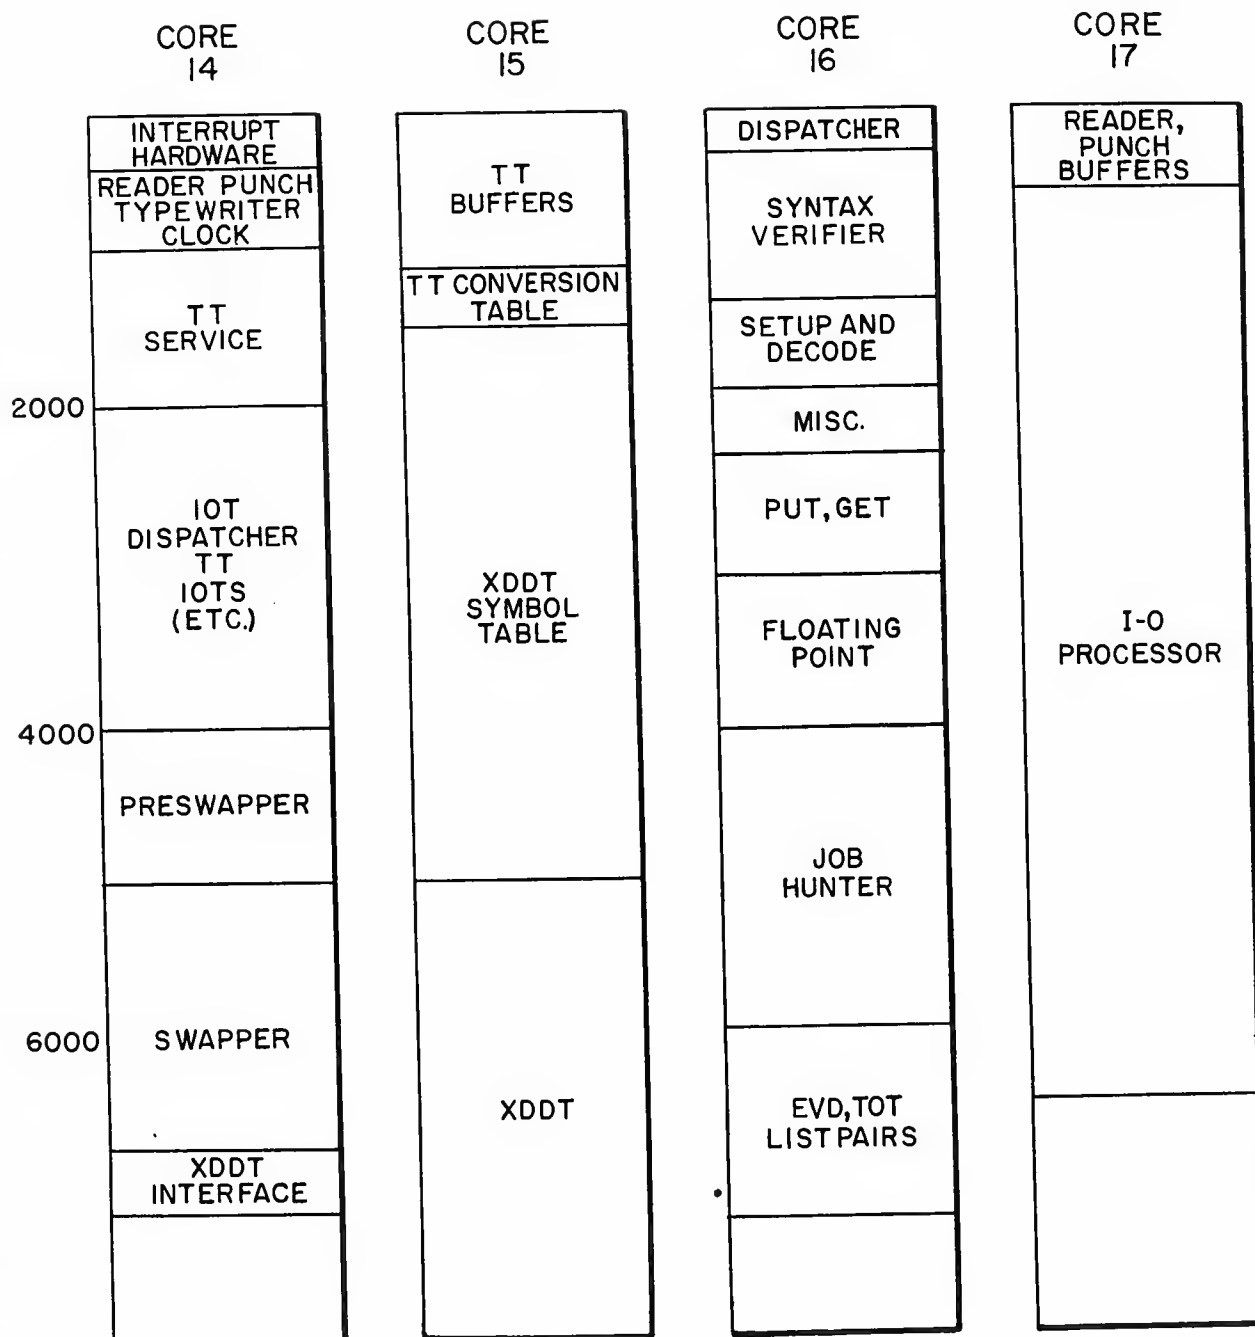 CORE
14
INTERRUPT
HARDWARE
READER PUNCH
TYPEWRITER
CLOCK
TT
SERVICE
2000
IOT
DISPATCHER
TT
IOTS
(ETC.)
4000
PRESWAPPER
6000
SWAPPER
XDDT
INTERFACE
CORE
15
TT
BUFFERS
TT CONVERSION
TABLE
XDDT
SYMBOL
TABLE
XDDT
CORE
16
DISPATCHER
SYNTAX
VERIFIER
SETUP AND
DECODE
MISC.
PUT, GET
FLOATING
POINT
JOB
HUNTER
EVD, TOT
LIST PAIRS
CORE
17
READER,
PUNCH
BUFFERS
I-O
PROCESSOR